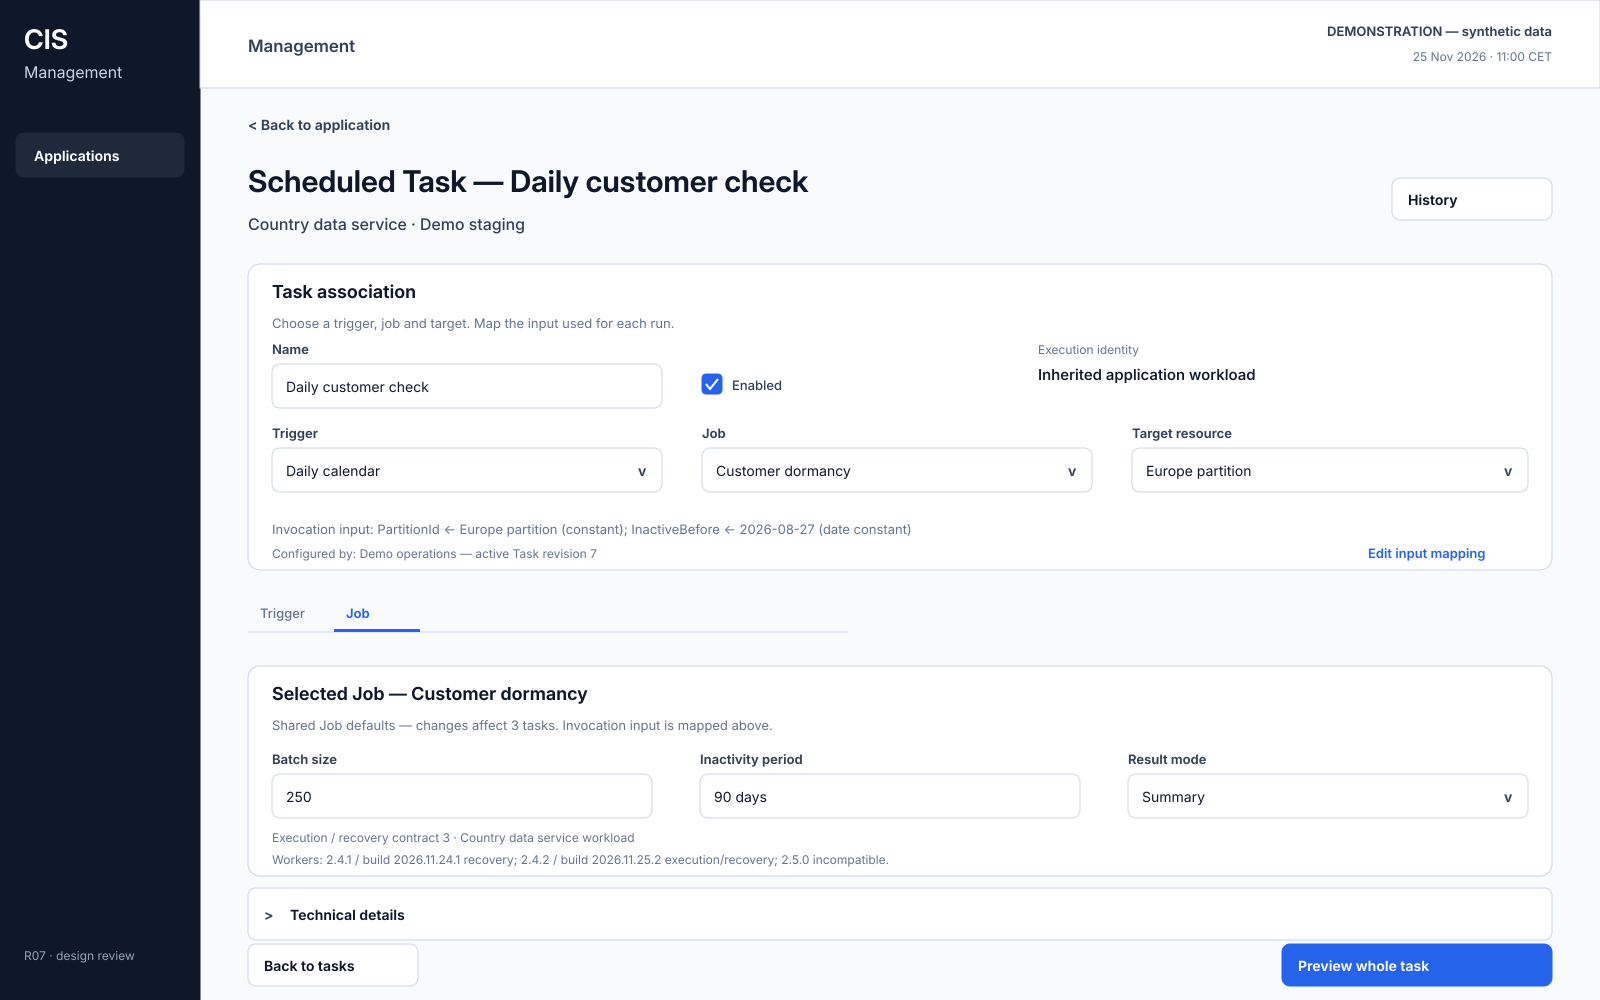 CIS
Management
Applications
R07 · design review
Management
DEMONSTRATION — synthetic data
25 Nov 2026 · 11:00 CET
< Back to application
Scheduled Task — Daily customer check
Country data service · Demo staging
History
Task association
Choose a trigger, job and target. Map the input used for each run.
Name
Daily customer check
Enabled
Execution identity
Inherited application workload
Trigger
Daily calendar v
Job
Customer dormancy v
Target resource
Europe partition v
Invocation input: PartitionId ← Europe partition (constant); InactiveBefore ← 2026-08-27 (date constant)
Configured by: Demo operations — active Task revision 7
Edit input mapping
Trigger Job
Selected Job — Customer dormancy
Shared Job defaults — changes affect 3 tasks. Invocation input is mapped above.
Batch size
250
Inactivity period
90 days
Result mode
Summary v
Execution / recovery contract 3 · Country data service workload
Workers: 2.4.1 / build 2026.11.24.1 recovery; 2.4.2 / build 2026.11.25.2 execution/recovery; 2.5.0 incompatible.
> Technical details
Back to tasks
Preview whole task